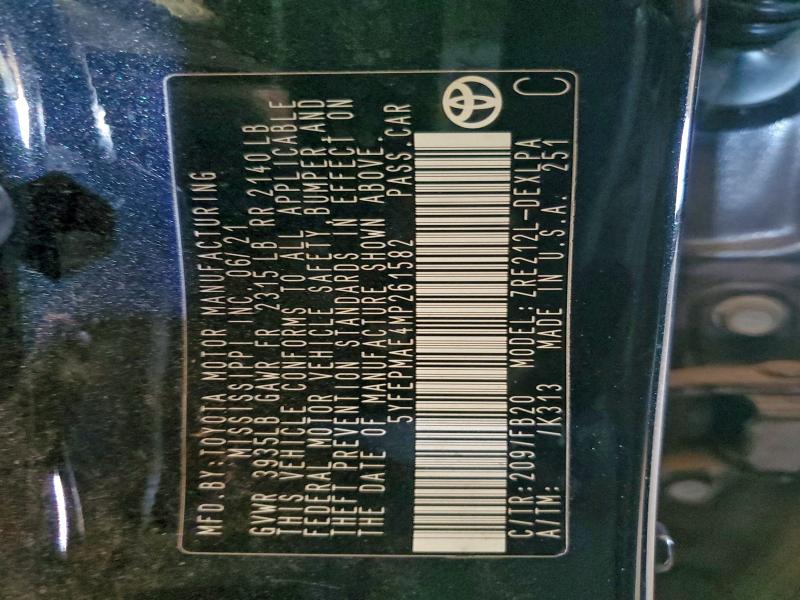 MFD.BY:TOYOTA MOTOR MANUFACTURING
MISSISSIPPI INC. 06/21
GVWR 3935LB GAWR FR 2315LB RR 2140LB
THIS VEHICLE CONFORMS TO ALL APPLICABLE
FEDERAL MOTOR VEHICLE SAFETY BUMPER AND
THEFT PREVENTION STANDARDS IN EFFECT ON
THE DATE OF MANUFACTURE SHOWN ABOVE.
5YFEPMAE4MP261582 PASS.CAR
C/TR:209/FB20 MODEL:ZRE212L-DEXLPA
A/TM: /K313 MADE IN U.S.A. 251
C